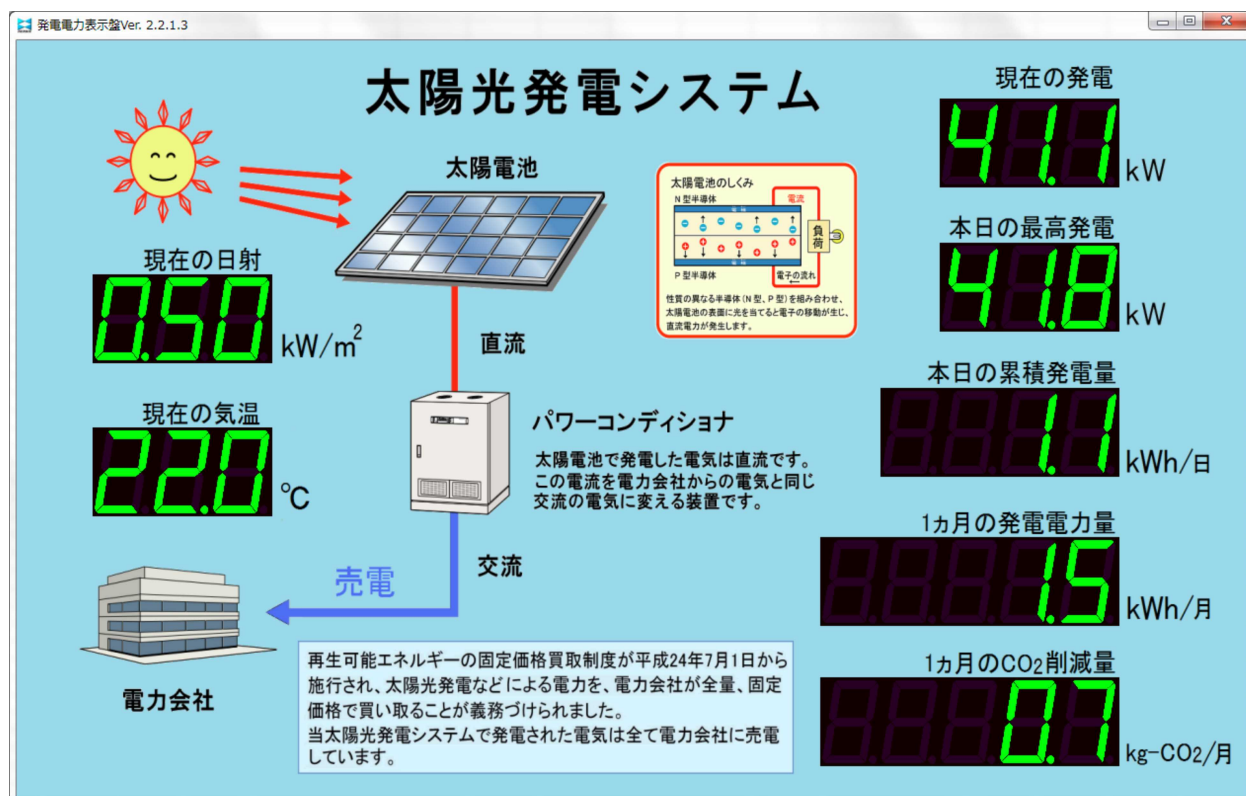 発電電力表示盤Ver. 2.2.1.3
太陽光発電システム
現在の発電
41.1
kW
太陽電池
太陽電池のしくみ
N型半導体
電流
電極
負荷
電極
P型半導体
電子の流れ
性質の異なる半導体(N型、P型)を組み合わせ、
太陽電池の表面に光を当てると電子の移動が生じ、
直流電力が発生します。
本日の最高発電
41.8
kW
現在の日射
0.50
kW/m²
直流
本日の累積発電量
1.1
kWh/日
現在の気温
22.0
℃
パワーコンディショナ
太陽電池で発電した電気は直流です。
この電流を電力会社からの電気と同じ
交流の電気に変える装置です。
1ヵ月の発電電力量
1.5
kWh/月
交流
売電
電力会社
再生可能エネルギーの固定価格買取制度が平成24年7月1日から
施行され、太陽光発電などによる電力を、電力会社が全量、固定
価格で買い取ることが義務づけられました。
当太陽光発電システムで発電された電気は全て電力会社に売電
しています。
1ヵ月のCO2削減量
0.7
kg-CO2/月